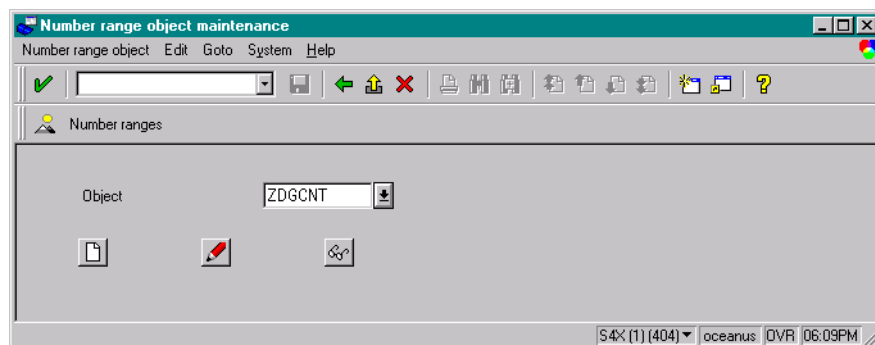 Number range object maintenance
Number range object Edit Goto System Help
Number ranges
Object ZDGCNT
S4X (1) (404) oceanus OVR 06:09PM